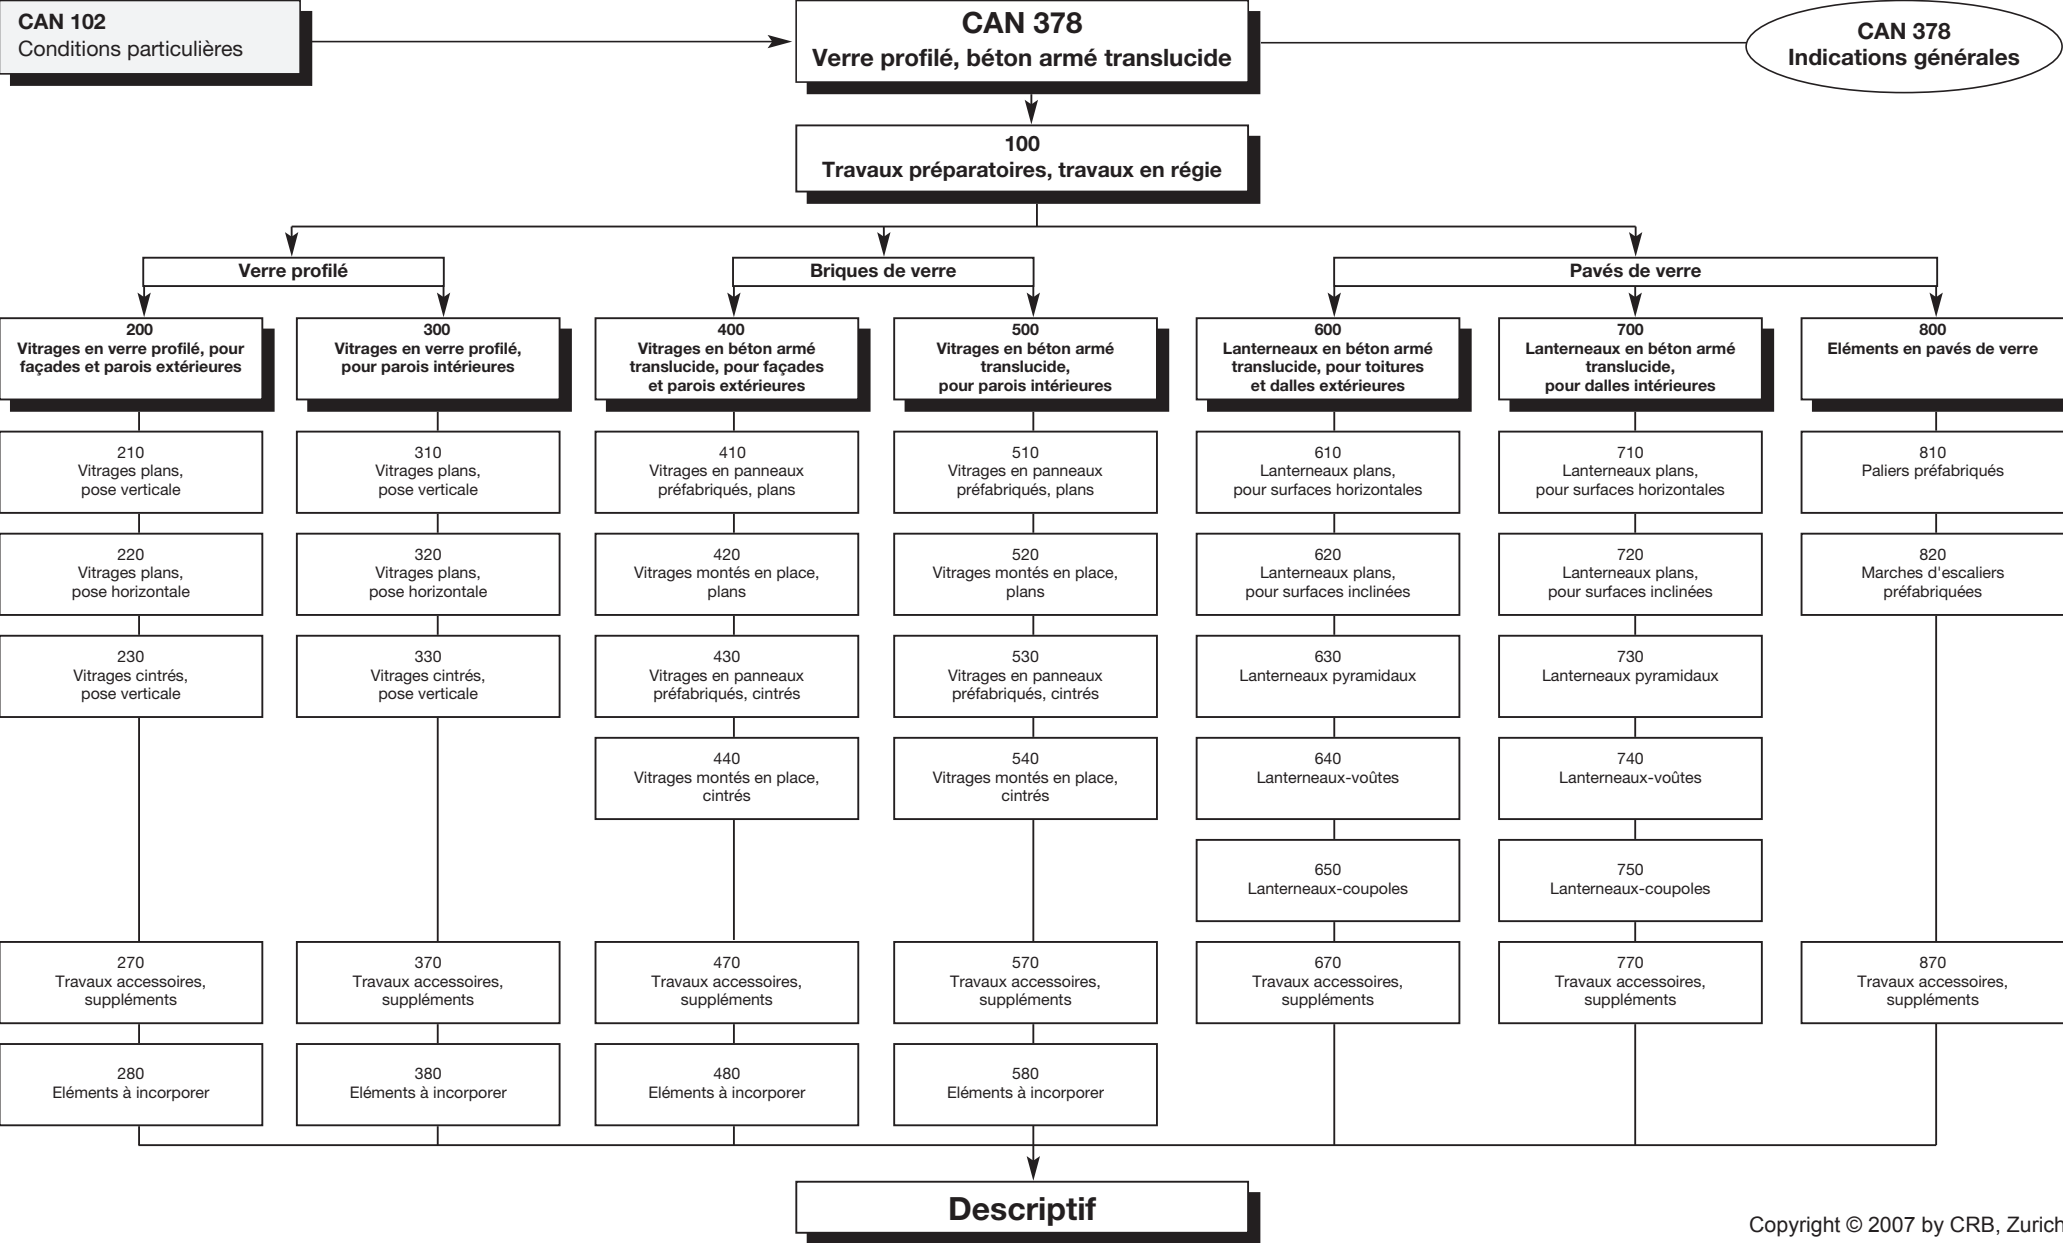 CAN 102
Conditions particulières
CAN 378
Verre profilé, béton armé translucide
CAN 378
Indications générales
100
Travaux préparatoires, travaux en régie
Verre profilé
Briques de verre
Pavés de verre
200
Vitrages en verre profilé, pour
façades et parois extérieures
300
Vitrages en verre profilé,
pour parois intérieures
400
Vitrages en béton armé
translucide, pour façades
et parois extérieures
500
Vitrages en béton armé
translucide,
pour parois intérieures
600
Lanterneaux en béton armé
translucide, pour toitures
et dalles extérieures
700
Lanterneaux en béton armé
translucide,
pour dalles intérieures
800
Eléments en pavés de verre
210
Vitrages plans,
pose verticale
310
Vitrages plans,
pose verticale
410
Vitrages en panneaux
préfabriqués, plans
510
Vitrages en panneaux
préfabriqués, plans
610
Lanterneaux plans,
pour surfaces horizontales
710
Lanterneaux plans,
pour surfaces horizontales
810
Paliers préfabriqués
220
Vitrages plans,
pose horizontale
320
Vitrages plans,
pose horizontale
420
Vitrages montés en place,
plans
520
Vitrages montés en place,
plans
620
Lanterneaux plans,
pour surfaces inclinées
720
Lanterneaux plans,
pour surfaces inclinées
820
Marches d'escaliers
préfabriquées
230
Vitrages cintrés,
pose verticale
330
Vitrages cintrés,
pose verticale
430
Vitrages en panneaux
préfabriqués, cintrés
530
Vitrages en panneaux
préfabriqués, cintrés
630
Lanterneaux pyramidaux
730
Lanterneaux pyramidaux
440
Vitrages montés en place,
cintrés
540
Vitrages montés en place,
cintrés
640
Lanterneaux-voûtes
740
Lanterneaux-voûtes
650
Lanterneaux-coupoles
750
Lanterneaux-coupoles
270
Travaux accessoires,
suppléments
370
Travaux accessoires,
suppléments
470
Travaux accessoires,
suppléments
570
Travaux accessoires,
suppléments
670
Travaux accessoires,
suppléments
770
Travaux accessoires,
suppléments
870
Travaux accessoires,
suppléments
280
Eléments à incorporer
380
Eléments à incorporer
480
Eléments à incorporer
580
Eléments à incorporer
Descriptif
Copyright © 2007 by CRB, Zurich